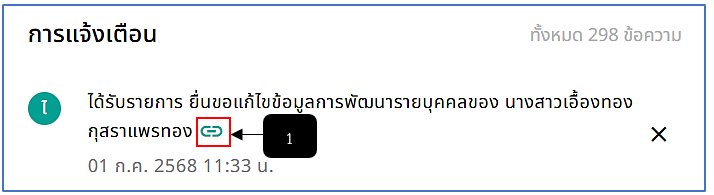 การแจ้งเตือน
ทั้งหมด 298 ข้อความ
ไ
ได้รับรายการ ยื่นขอแก้ไขข้อมูลการพัฒนารายบุคคลของ นางสาวเอื้องทอง
กุสราแพรทอง
1
01 ก.ค. 2568 11:33 น.